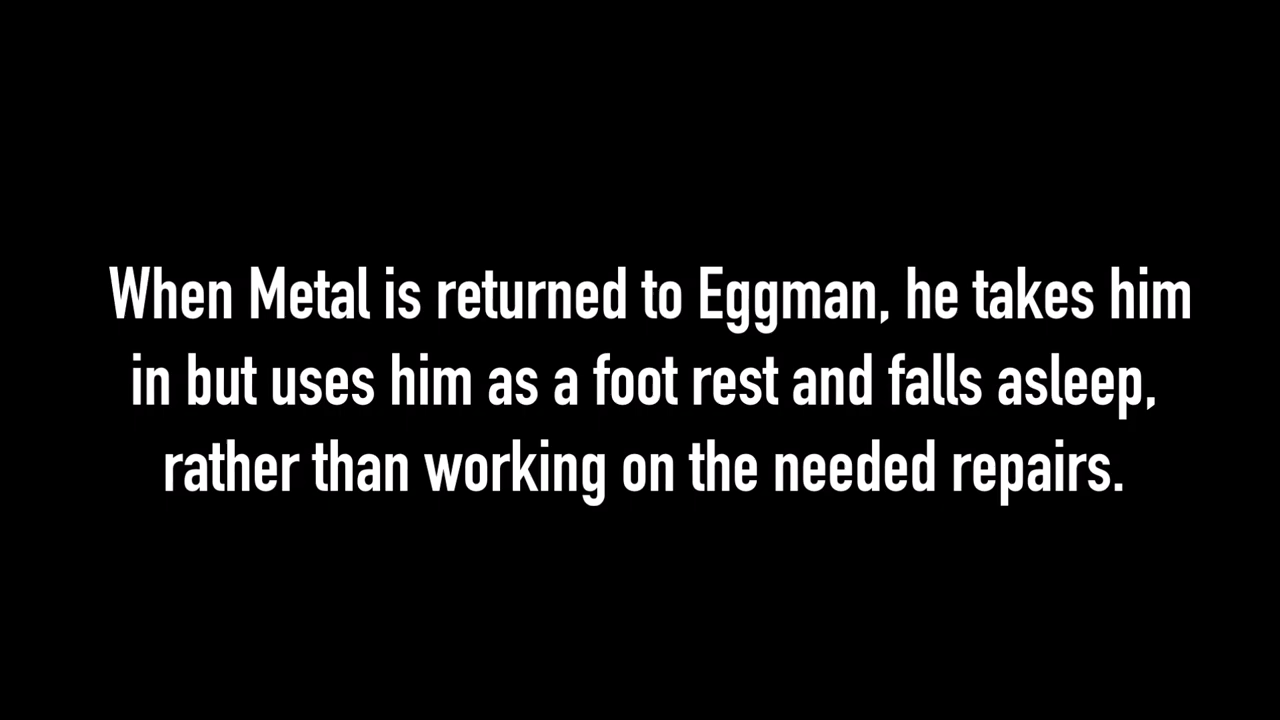 When Metal is returned to Eggman, he takes him
in but uses him as a foot rest and falls asleep,
rather than working on the needed repairs.